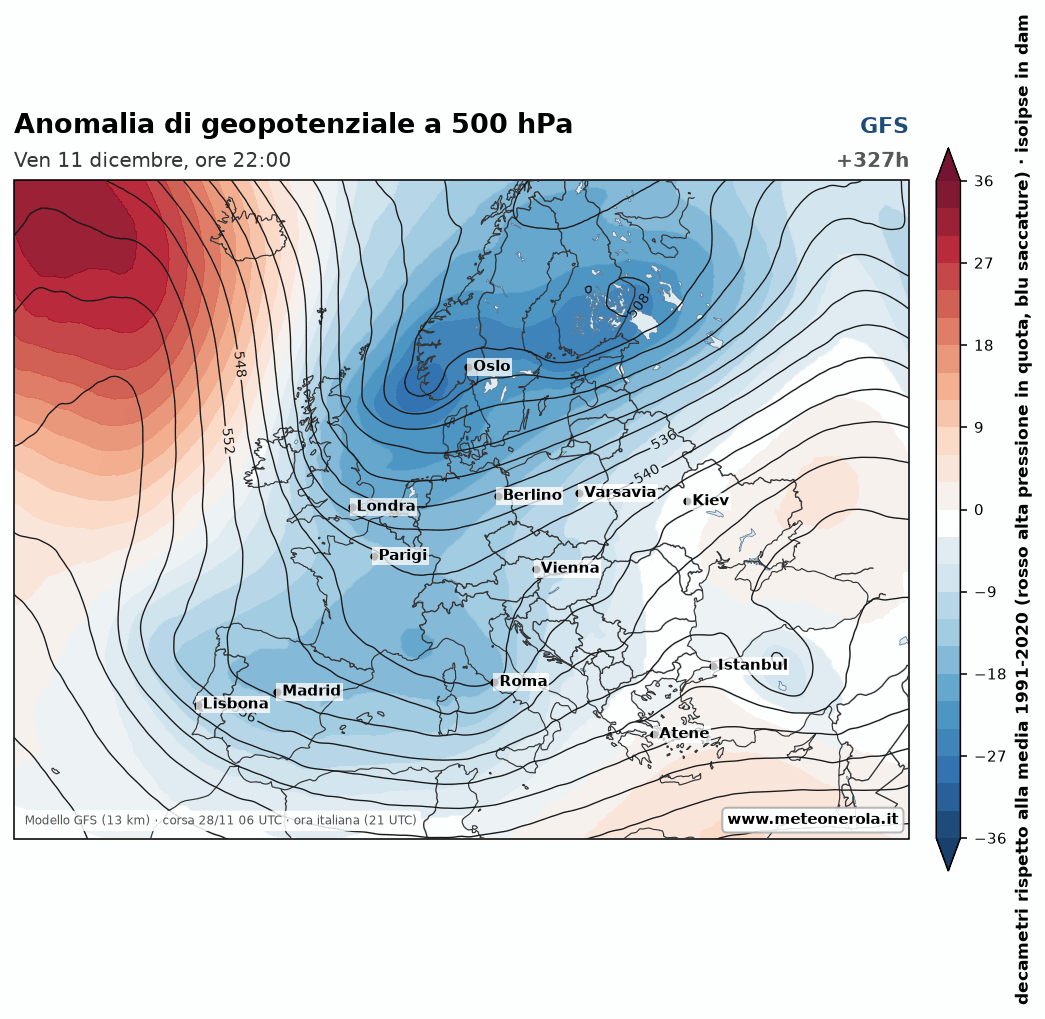 Anomalia di geopotenziale a 500 hPa
GFS
Ven 11 dicembre, ore 22:00
+327h
decametri rispetto alla media 1991-2020 (rosso alta pressione in quota, blu saccature) · isoipse in dam
36
27
18
9
0
−9
−18
−27
−36
508
548
552
536
540
Oslo
Londra
Berlino
Varsavia
Kiev
Parigi
Vienna
Istanbul
Roma
Madrid
Lisbona
Atene
Modello GFS (13 km) · corsa 28/11 06 UTC · ora italiana (21 UTC)
www.meteonerola.it